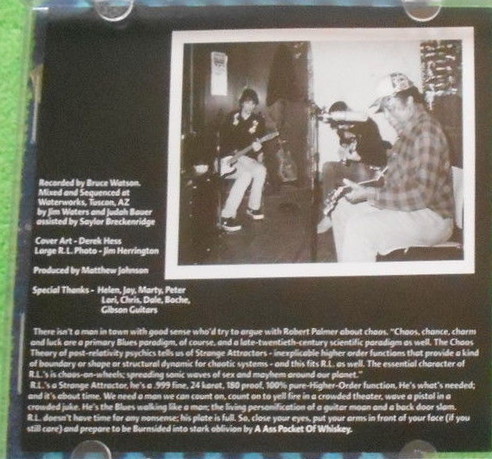 Recorded by Bruce Watson.
Mixed and Sequenced at
Waterworks, Tuscon, AZ
by Jim Waters and Judah Bauer
assisted by Saylor Breckenridge
Cover Art - Derek Hess
Large R.L. Photo - Jim Herrington
Produced by Matthew Johnson
Special Thanks - Helen, Jay, Marty, Peter
Lori, Chris, Dale, Boche,
Gibson Guitars
There isn't a man in town with good sense who'd try to argue with Robert Palmer about chaos. "Chaos, chance, charm
and luck are a primary Blues paradigm, of course, and a late-twentieth-century scientific paradigm as well. The Chaos
Theory of post-relativity psychics tells us of Strange Attractors - inexplicable higher order functions that provide a kind
of boundary or shape or structural dynamic for chaotic systems - and this fits R.L. as well. The essential character of
R.L.'s is chaos-on-wheels; spreading sonic waves of sex and mayhem around our planet."
R.L.'s a Strange Attractor, he's a .999 fine, 24 karat, 180 proof, 100% pure-Higher-Order function. He's what's needed;
and it's about time. We need a man we can count on, count on to yell fire in a crowded theater, wave a pistol in a
crowded juke. He's the Blues walking like a man; the living personification of a guitar moan and a back door slam.
R.L. doesn't have time for any nonsense; his plate is full. So, close your eyes, put your arms in front of your face (if you
still care) and prepare to be Burnsided into stark oblivion by A Ass Pocket Of Whiskey.